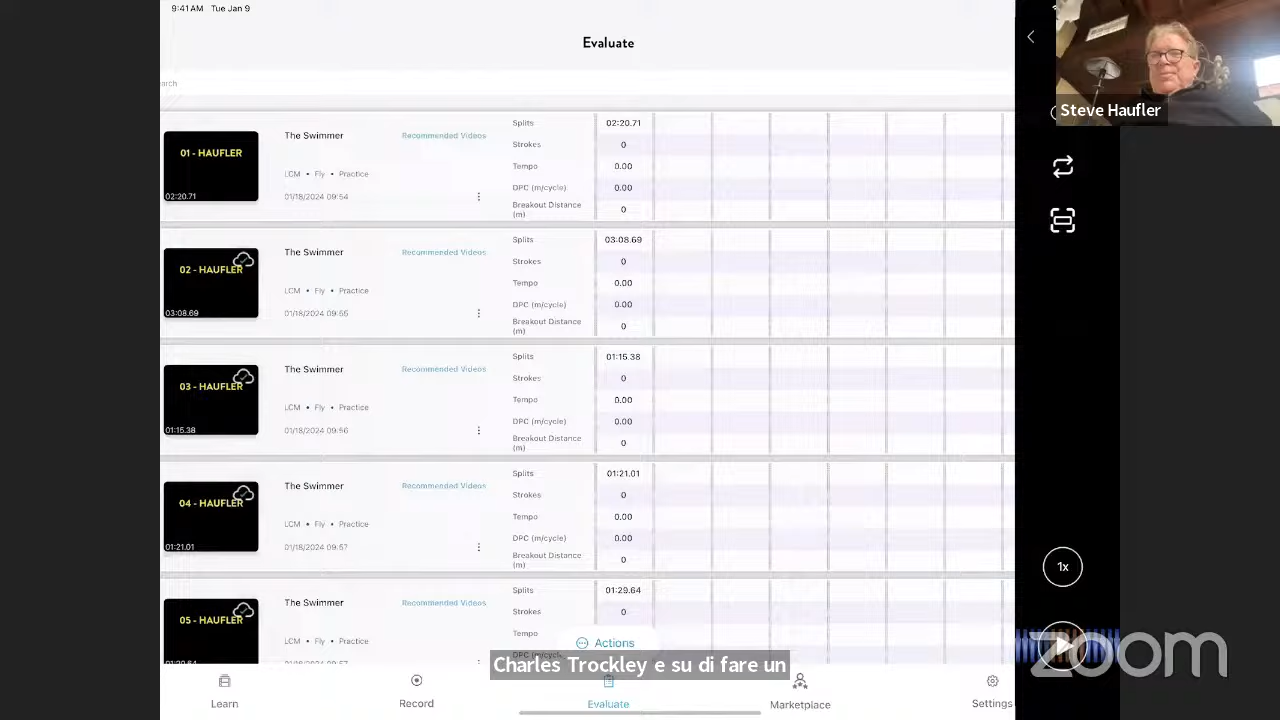 9:41 AM Tue Jan 9
Evaluate
arch
01 - HAUFLER
02:20.71
The Swimmer
Recommended Videos
LCM • Fly • Practice
01/18/2024 09:54
Splits 02:20.71
Strokes 0
Tempo 0.00
DPC (m/cycle) 0.00
Breakout Distance (m) 0
02 - HAUFLER
03:08.69
The Swimmer
Recommended Videos
LCM • Fly • Practice
01/18/2024 09:55
Splits 03:08.69
Strokes 0
Tempo 0.00
DPC (m/cycle) 0.00
Breakout Distance (m) 0
03 - HAUFLER
01:15.38
The Swimmer
Recommended Videos
LCM • Fly • Practice
01/18/2024 09:56
Splits 01:15.38
Strokes 0
Tempo 0.00
DPC (m/cycle) 0.00
Breakout Distance (m) 0
04 - HAUFLER
01:21.01
The Swimmer
Recommended Videos
LCM • Fly • Practice
01/18/2024 09:57
Splits 01:21.01
Strokes 0
Tempo 0.00
DPC (m/cycle) 0.00
Breakout Distance (m) 0
05 - HAUFLER
The Swimmer
Recommended Videos
LCM • Fly • Practice
Splits 01:29.64
Strokes 0
Tempo
Actions
Charles Trockley e su di fare un
Learn
Record
Evaluate
Marketplace
Settings
Steve Haufler
1x
zoom